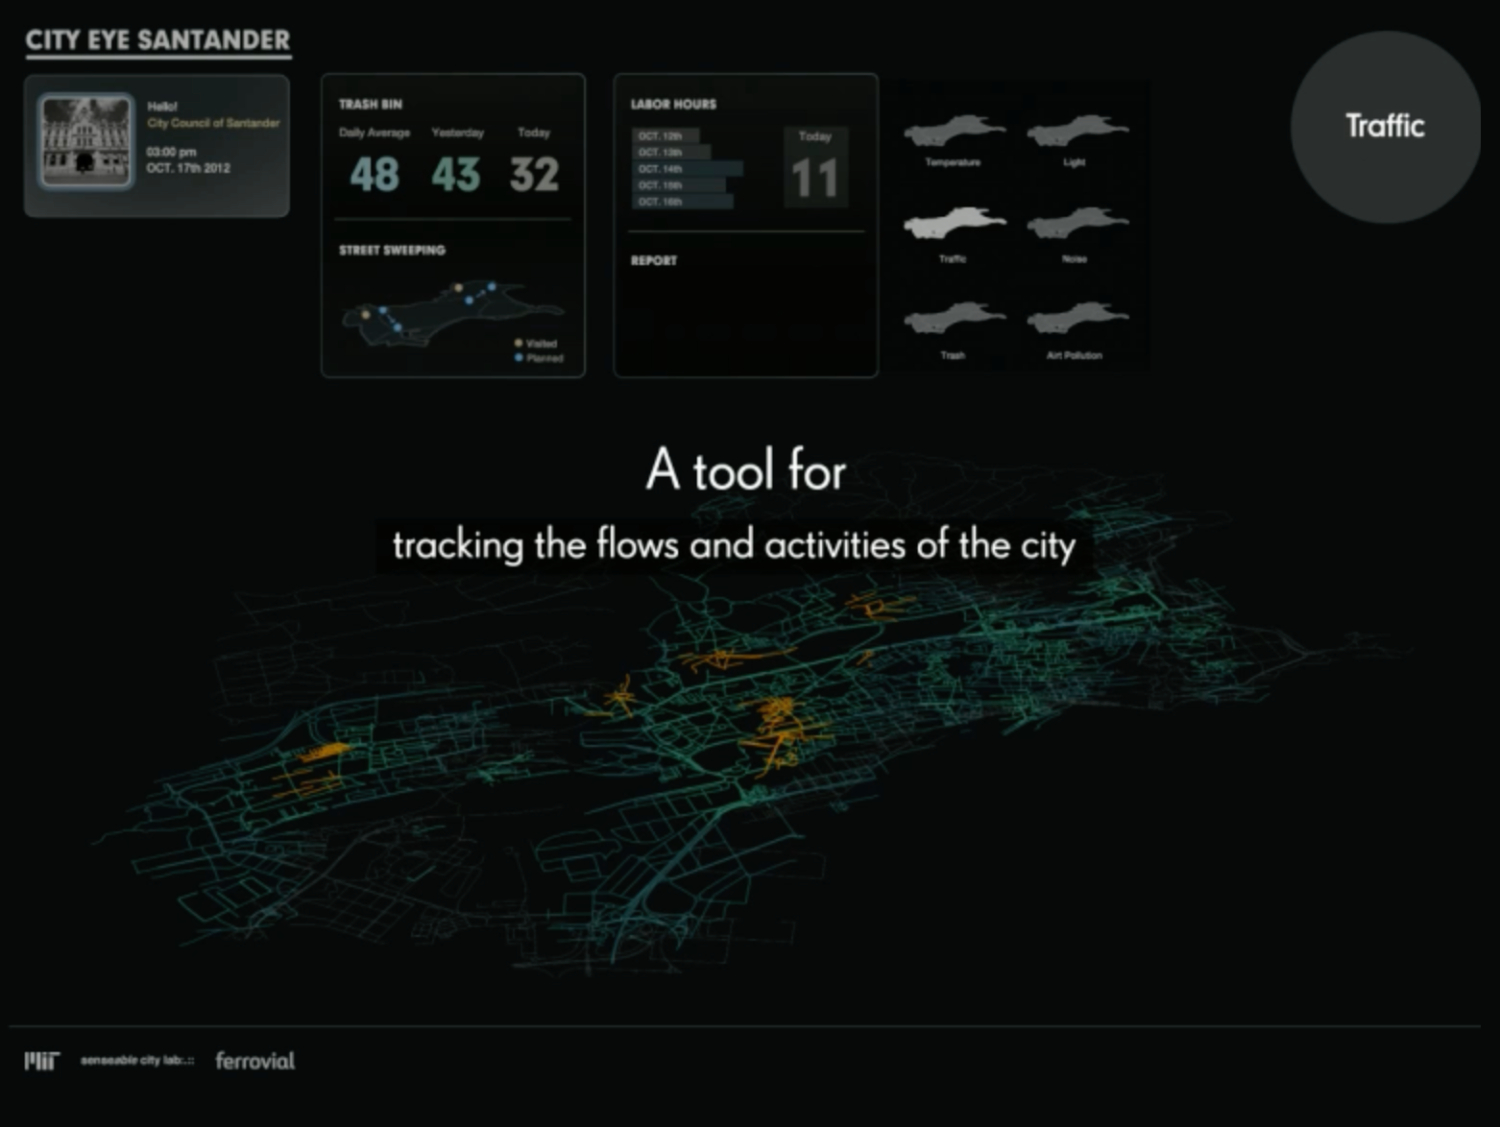 CITY EYE SANTANDER
Hello!
City Council of Santander
03:00 pm
OCT. 17th 2012
TRASH BIN
Daily Average Yesterday Today
48 43 32
STREET SWEEPING
Visited
Planned
LABOR HOURS
OCT. 12th
OCT. 13th
OCT. 14th
OCT. 15th
OCT. 16th
Today
11
REPORT
Temperature Light
Traffic Noise
Trash Airt Pollution
Traffic
A tool for
tracking the flows and activities of the city
MIT senseable city lab:.:: ferrovial